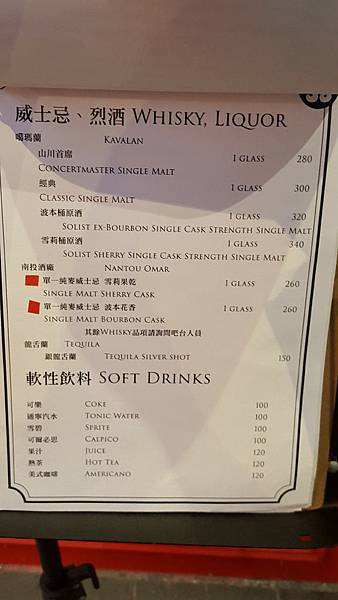 威士忌、烈酒 WHISKY, LIQUOR
噶瑪蘭 KAVALAN
山川首席 1 GLASS 280
CONCERTMASTER SINGLE MALT
經典 1 GLASS 300
CLASSIC SINGLE MALT
波本桶原酒 1 GLASS 320
SOLIST EX-BOURBON SINGLE CASK STRENGTH SINGLE MALT
雪莉桶原酒 1 GLASS 340
SOLIST SHERRY SINGLE CASK STRENGTH SINGLE MALT
南投酒廠 NANTOU OMAR
單一純麥威士忌 雪莉果乾 1 GLASS 260
SINGLE MALT SHERRY CASK
單一純麥威士忌 波本花香 1 GLASS 260
SINGLE MALT BOURBON CASK
其餘WHISKY品項請詢問吧台人員
龍舌蘭 TEQUILA
銀龍舌蘭 TEQUILA SILVER SHOT 150
軟性飲料 SOFT DRINKS
可樂 COKE 100
通寧汽水 TONIC WATER 100
雪碧 SPRITE 100
可爾必思 CALPICO 100
果汁 JUICE 120
熱茶 HOT TEA 120
美式咖啡 AMERICANO 120